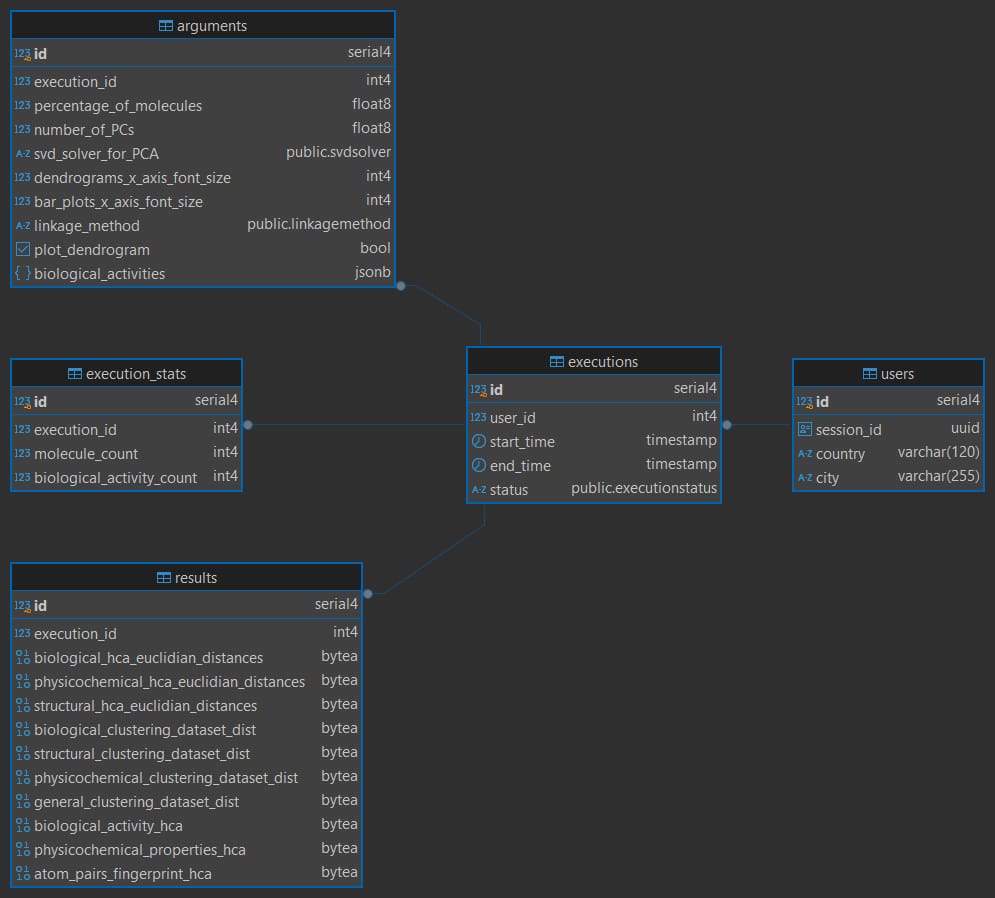 arguments
123 id serial4
123 execution_id int4
123 percentage_of_molecules float8
123 number_of_PCs float8
A-Z svd_solver_for_PCA public.svdsolver
123 dendrograms_x_axis_font_size int4
123 bar_plots_x_axis_font_size int4
A-Z linkage_method public.linkagemethod
plot_dendrogram bool
{ } biological_activities jsonb
execution_stats
123 id serial4
123 execution_id int4
123 molecule_count int4
123 biological_activity_count int4
executions
123 id serial4
123 user_id int4
start_time timestamp
end_time timestamp
A-Z status public.executionstatus
users
123 id serial4
session_id uuid
A-Z country varchar(120)
A-Z city varchar(255)
results
123 id serial4
123 execution_id int4
biological_hca_euclidian_distances bytea
physicochemical_hca_euclidian_distances bytea
structural_hca_euclidian_distances bytea
biological_clustering_dataset_dist bytea
structural_clustering_dataset_dist bytea
physicochemical_clustering_dataset_dist bytea
general_clustering_dataset_dist bytea
biological_activity_hca bytea
physicochemical_properties_hca bytea
atom_pairs_fingerprint_hca bytea